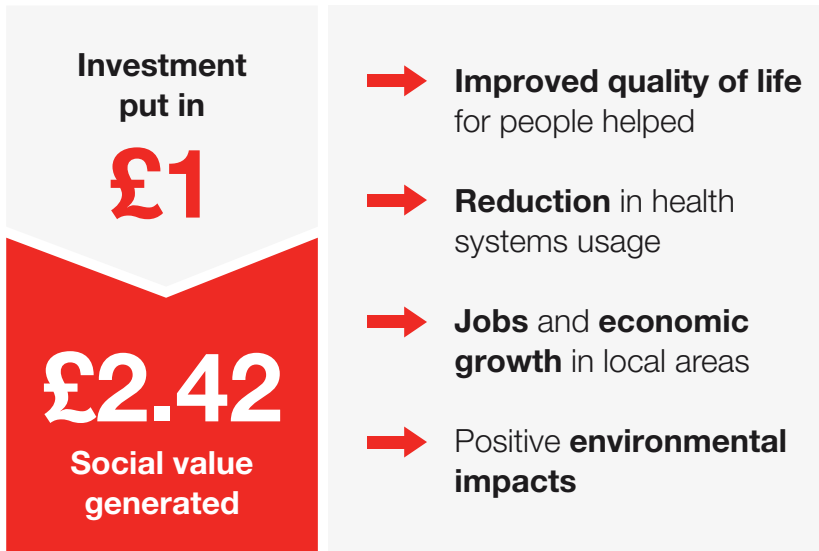 Investment
put in
£1
£2.42
Social value
generated
Improved quality of life
for people helped
Reduction in health
systems usage
Jobs and economic
growth in local areas
Positive environmental
impacts